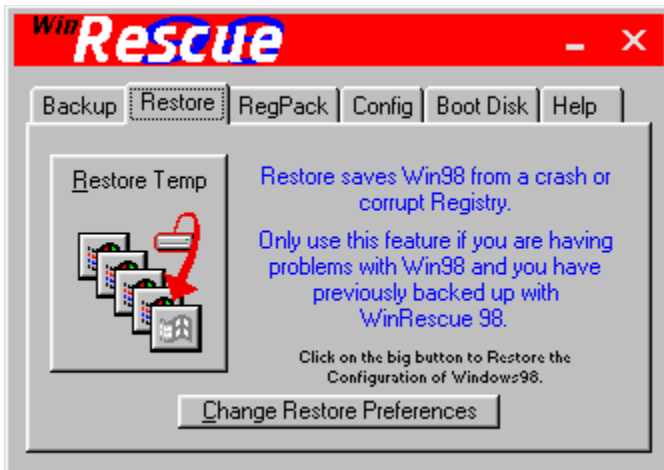 WinRescue
Backup Restore RegPack Config Boot Disk Help
Restore Temp
Restore saves Win98 from a crash or
corrupt Registry.
Only use this feature if you are having
problems with Win98 and you have
previously backed up with
WinRescue 98.
Click on the big button to Restore the
Configuration of Windows98.
Change Restore Preferences